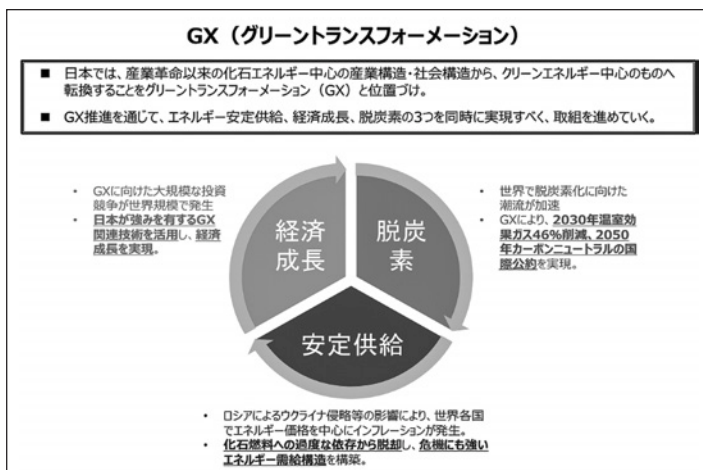 GX（グリーントランスフォーメーション）
■ 日本では、産業革命以来の化石エネルギー中心の産業構造・社会構造から、クリーンエネルギー中心のものへ
転換することをグリーントランスフォーメーション（GX）と位置づけ。
■ GX推進を通じて、エネルギー安定供給、経済成長、脱炭素の3つを同時に実現すべく、取組を進めていく。
• GXに向けた大規模な投資
競争が世界規模で発生
• 日本が強みを有するGX
関連技術を活用し、経済
成長を実現。
経済
成長
脱炭
素
• 世界で脱炭素化に向けた
潮流が加速
• GXにより、2030年温室効
果ガス46%削減、2050
年カーボンニュートラルの国
際公約を実現。
安定供給
• ロシアによるウクライナ侵略等の影響により、世界各国
でエネルギー価格を中心にインフレーションが発生。
• 化石燃料への過度な依存から脱却し、危機にも強い
エネルギー需給構造を構築。